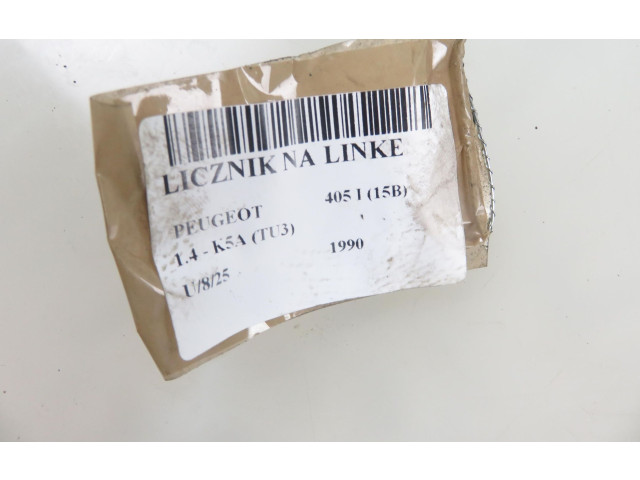 LICZNIK NA LINKE
PEUGEOT 405 I (15B)
1.4 - K5A (TU3)
1990
U/8/25